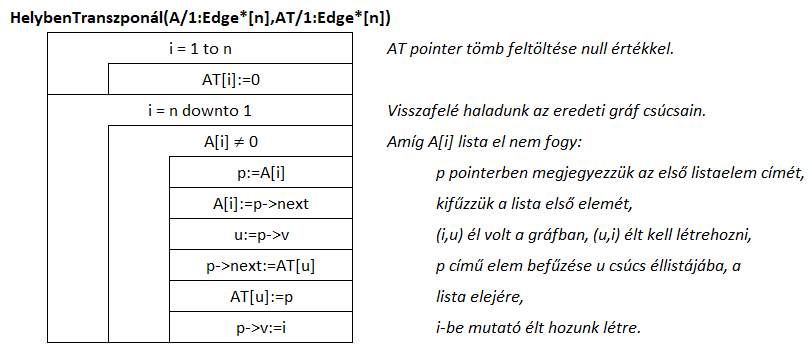 HelybenTranszponál(A/1:Edge*[n],AT/1:Edge*[n])
i = 1 to n
AT pointer tömb feltöltése null értékkel.
AT[i]:=0
i = n downto 1
Visszafelé haladunk az eredeti gráf csúcsain.
A[i] ≠ 0
Amíg A[i] lista el nem fogy:
p:=A[i]
p pointerben megjegyezzük az első listaelem címét,
A[i]:=p->next
kifűzzük a lista első elemét,
u:=p->v
(i,u) él volt a gráfban, (u,i) élt kell létrehozni,
p->next:=AT[u]
p című elem befűzése u csúcs éllistájába, a
AT[u]:=p
lista elejére,
p->v:=i
i-be mutató élt hozunk létre.